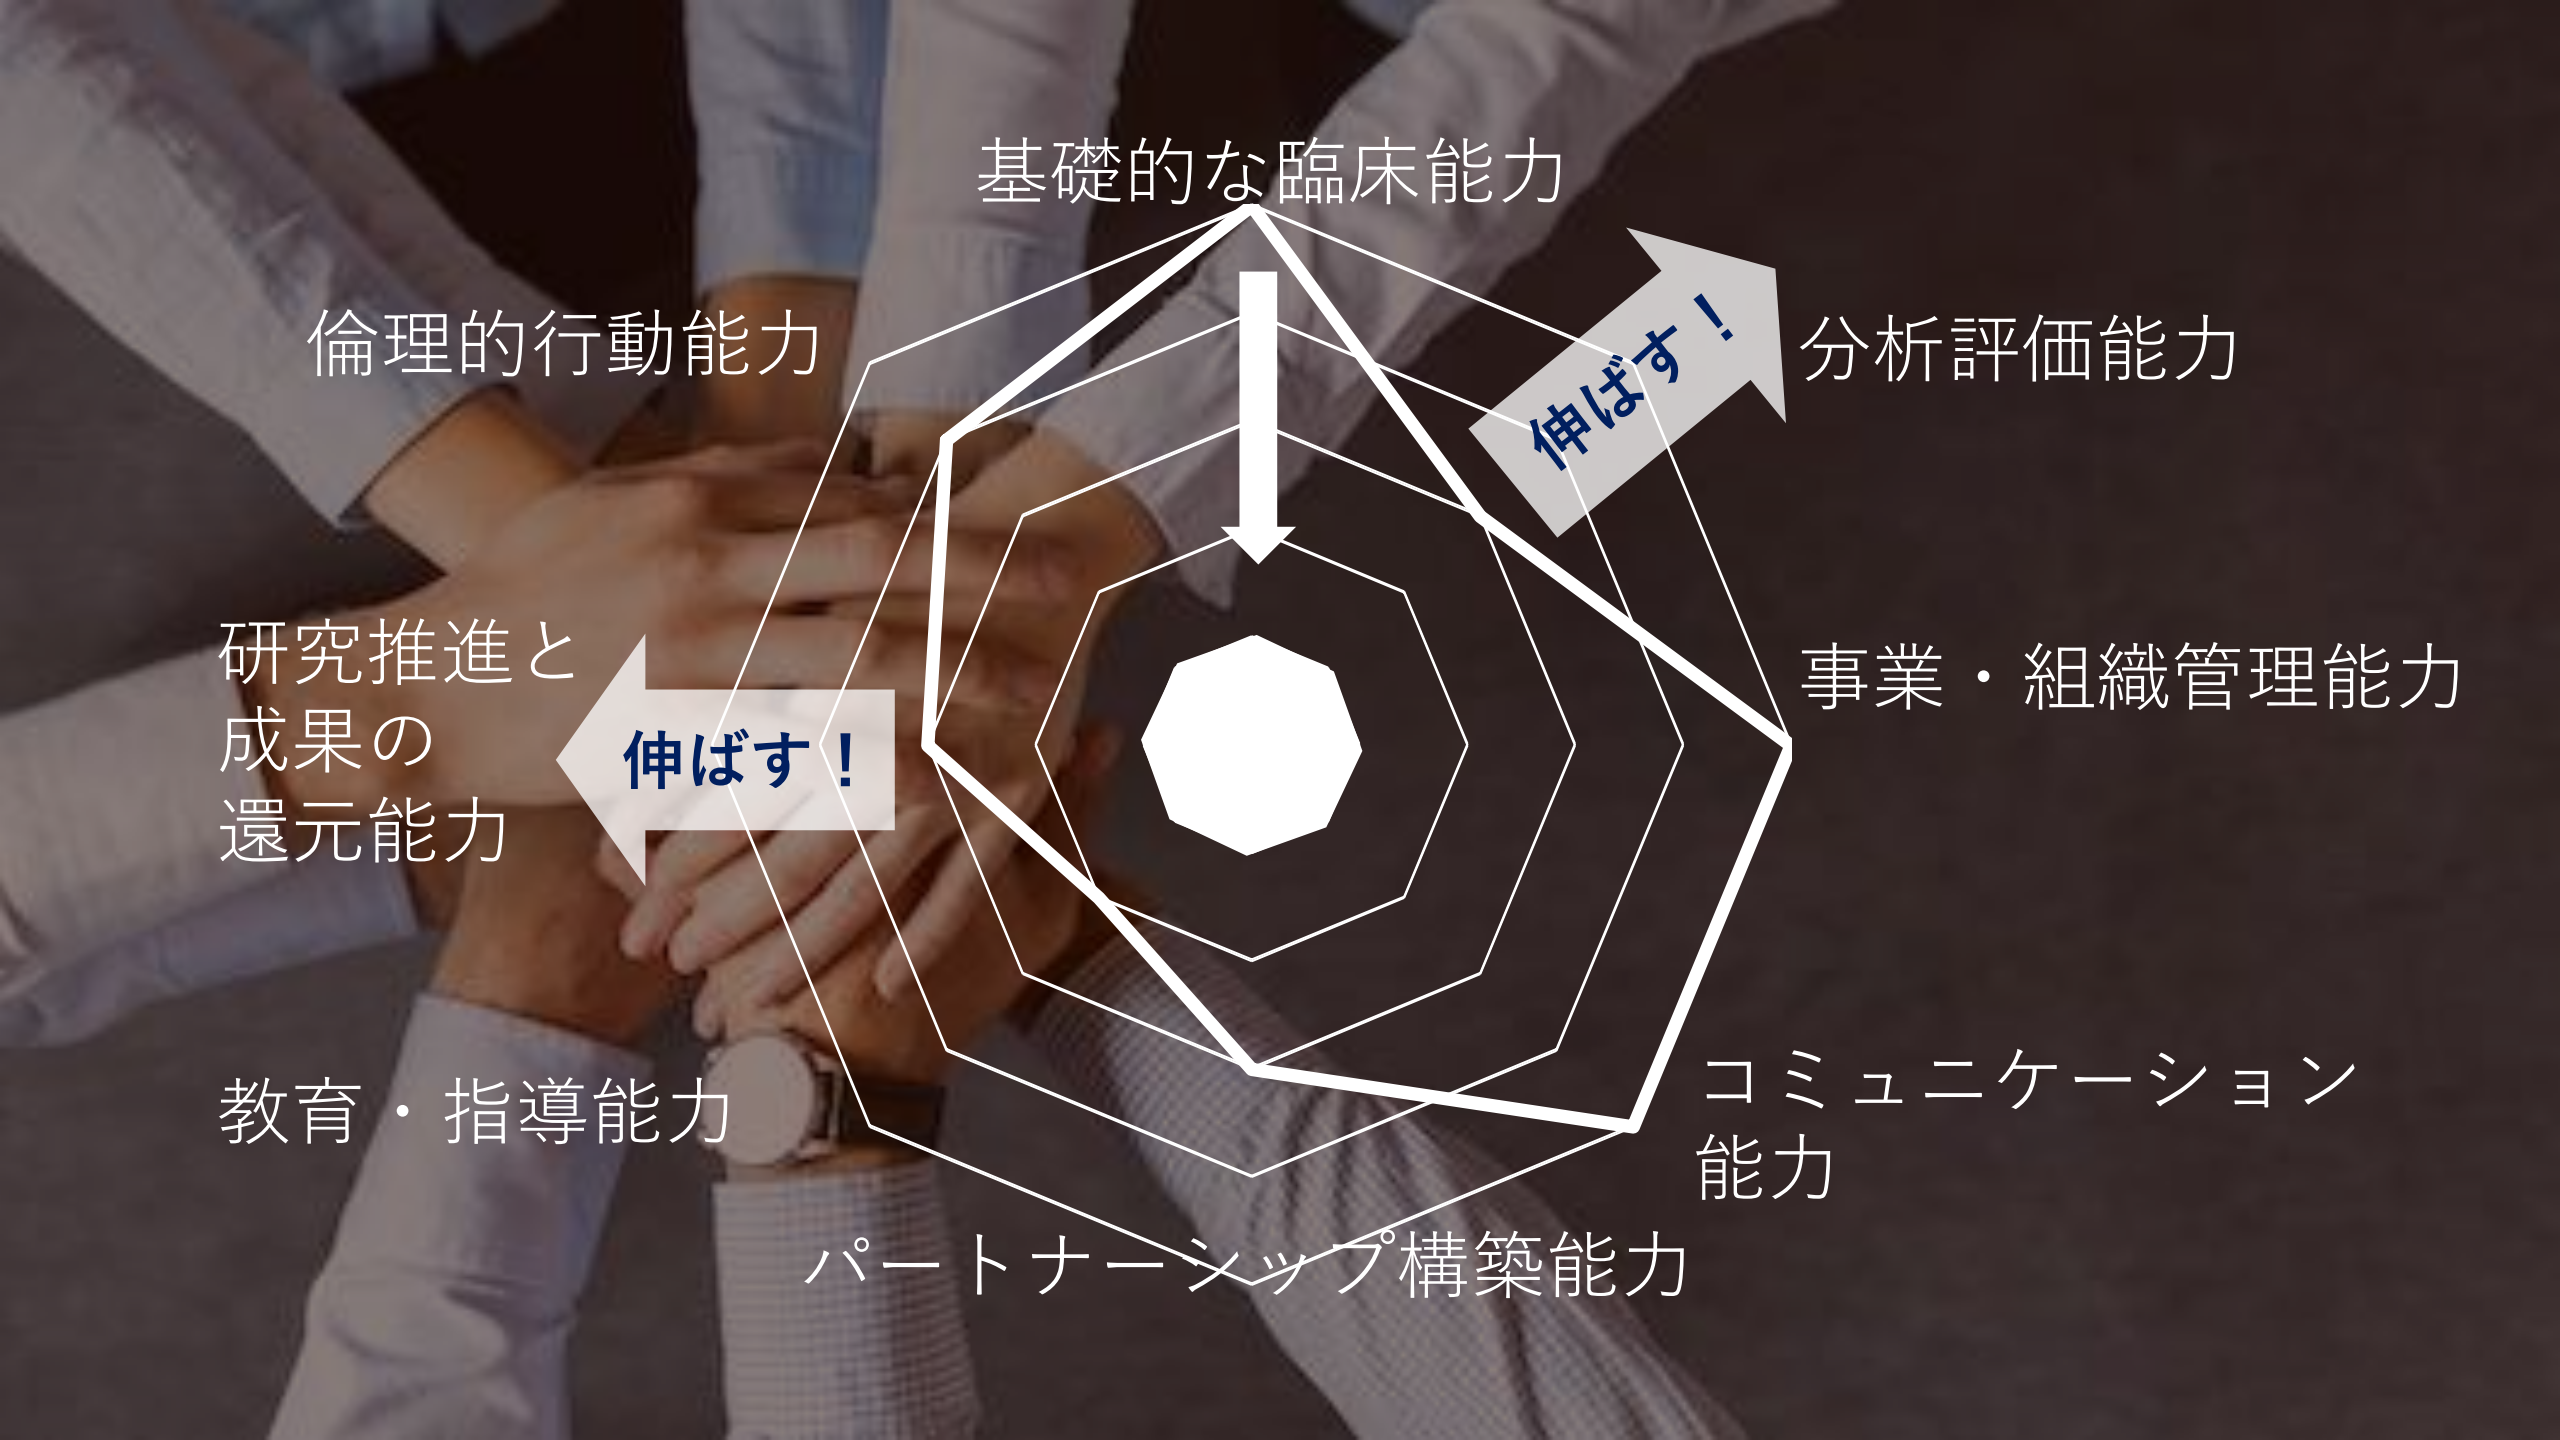 基礎的な臨床能力
倫理的行動能力
伸ばす！
分析評価能力
研究推進と
成果の
還元能力
伸ばす！
事業・組織管理能力
教育・指導能力
コミュニケーション
能力
パートナーシップ構築能力